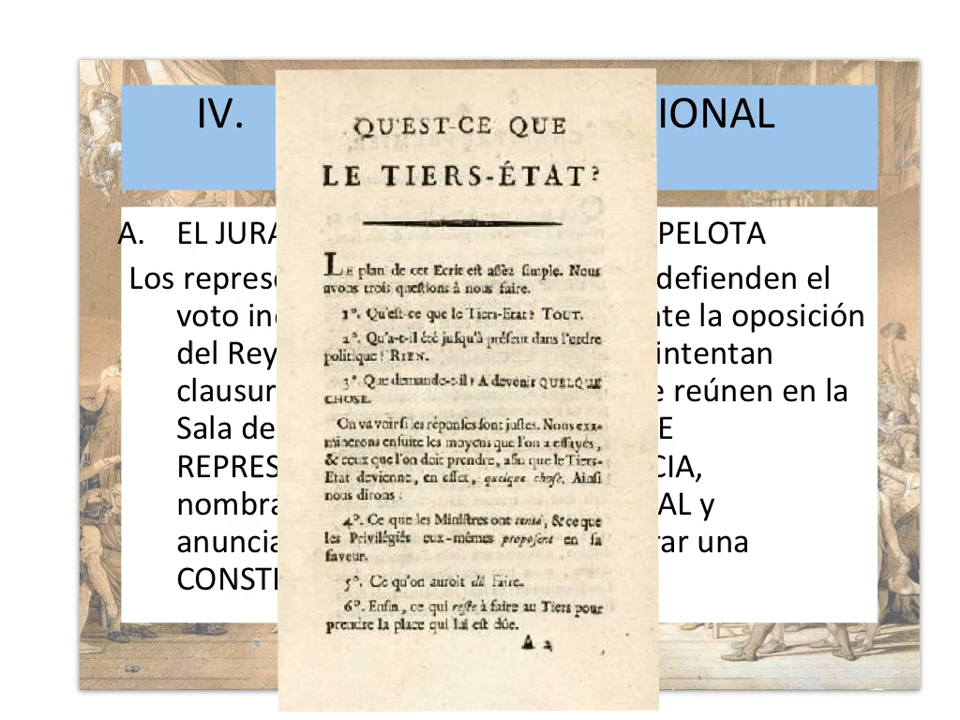 IV. IONAL
A. EL JURA PELOTA
Los represe defienden el
voto in nte la oposición
del Rey intentan
clausur e reúnen en la
Sala de E
REPRES CIA,
nombra AL y
anuncia rar una
CONSTI
QU'EST-CE QUE
LE TIERS-ÉTAT?
LE plan de cet Ecrit est assez simple. Nous
avons trois questions à nous faire.
1°. Qu'est-ce que le Tiers-Etat? TOUT.
2°. Qu'a-t-il été jusqu'à présent dans l'ordre
politique? RIEN.
3°. Que demande-t-il? A devenir QUELQUE
CHOSE.
On va voir si les réponses sont justes. Nous exa-
minerons ensuite les moyens que l'on a essayés,
& ceux que l'on doit prendre, afin que le Tiers-
Etat devienne, en effet, quelque chose. Ainsi
nous dirons:
4°. Ce que les Ministres ont tenté, & ce que
les Privilégiés eux-mêmes proposent en sa
faveur.
5°. Ce qu'on auroit dû faire.
6°. Enfin, ce qui reste à faire au Tiers pour
prendre la place qui lui est dûe.
A 2